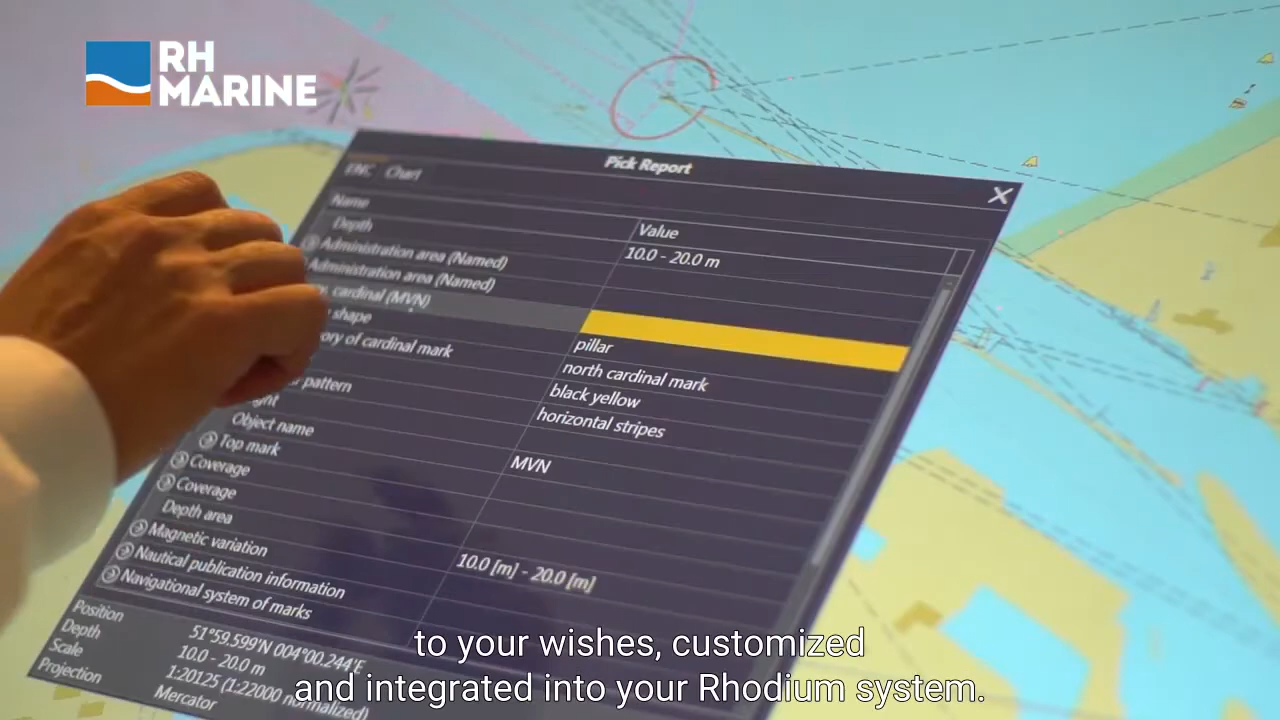 RH
MARINE
Pick Report
ENC Chart
Name
Value
Depth
10.0 - 20.0 m
Administration area (Named)
Administration area (Named)
cardinal (MVN)
shape
pillar
ory of cardinal mark
north cardinal mark
black yellow
pattern
horizontal stripes
Object name
MVN
Top mark
Coverage
Coverage
Depth area
10.0 [m] - 20.0 [m]
Magnetic variation
Nautical publication information
Navigational system of marks
Position 51°59.599'N 004°00.244'E
Depth 10.0 - 20.0 m
Scale 1:20125 (1:22000 normalized)
Projection Mercator
to your wishes, customized
and integrated into your Rhodium system.